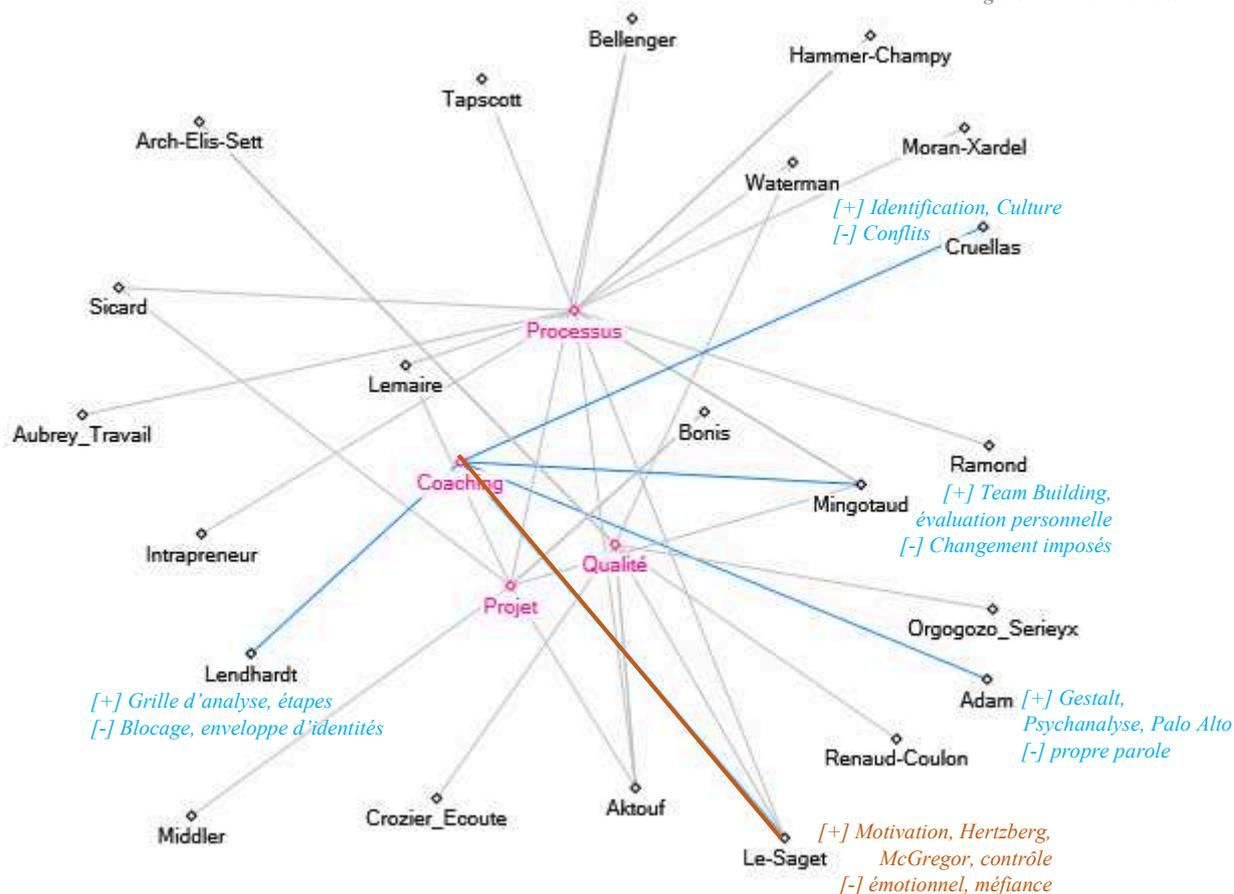 Bellenger
Hammer-Champy
Tapscott
Arch-Elis-Sett
Moran-Xardel
Waterman
[+] Identification, Culture
[-] Conflits
Cruellas
Sicard
Processus
Lemaire
Aubrey_Travail
Bonis
Ramond
Coaching
Mingotaud
[+] Team Building,
évaluation personnelle
[-] Changement imposés
Intrapreneur
Qualité
Projet
Orgogozo_Serieyx
Lendhardt
[+] Grille d'analyse, étapes
[-] Blocage, enveloppe d'identités
Adam
[+] Gestalt,
Psychanalyse, Palo Alto
[-] propre parole
Renaud-Coulon
Aktouf
Crozier_Ecoute
Middler
Le-Saget
[+] Motivation, Hertzberg,
McGregor, contrôle
[-] émotionnel, méfiance